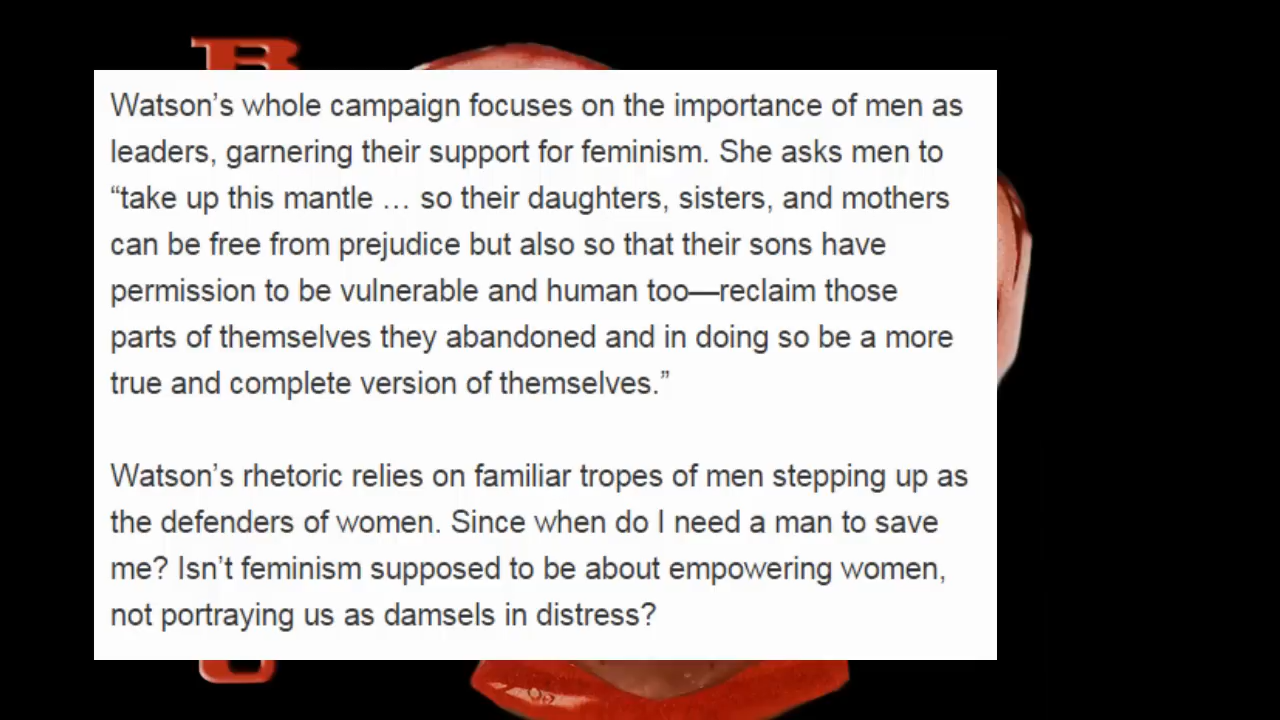 Watson’s whole campaign focuses on the importance of men as
leaders, garnering their support for feminism. She asks men to
“take up this mantle … so their daughters, sisters, and mothers
can be free from prejudice but also so that their sons have
permission to be vulnerable and human too—reclaim those
parts of themselves they abandoned and in doing so be a more
true and complete version of themselves.”
Watson’s rhetoric relies on familiar tropes of men stepping up as
the defenders of women. Since when do I need a man to save
me? Isn’t feminism supposed to be about empowering women,
not portraying us as damsels in distress?